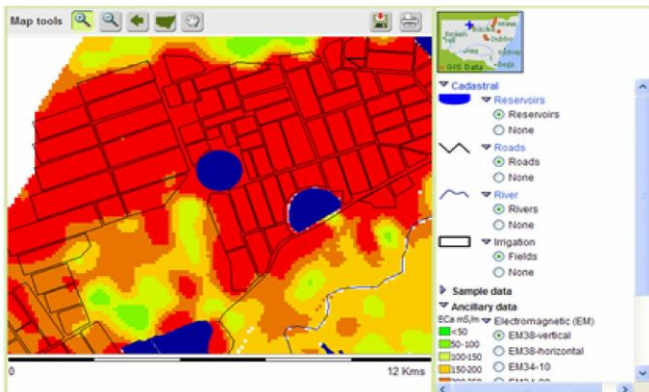 Map tools
0
12 Kms
GIS Data
Cadastral
Reservoirs
Reservoirs
None
Roads
Roads
None
River
Rivers
None
Irrigation
Fields
None
Sample data
Ancillary data
ECa mS/m
Electromagnetic (EM)
<50
EM38-vertical
50-100
EM38-horizontal
100-150
EM34-10
150-200